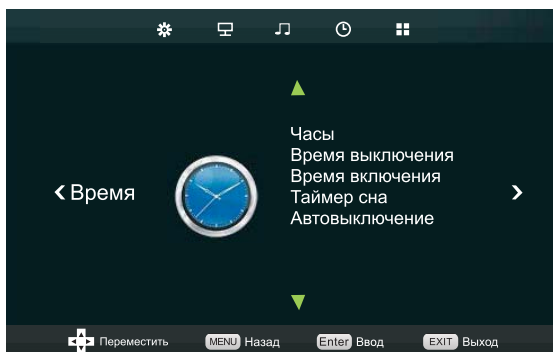 Часы
Время выключения
Время включения
Таймер сна
Автовыключение
Время
Переместить MENU Назад Enter Ввод EXIT Выход